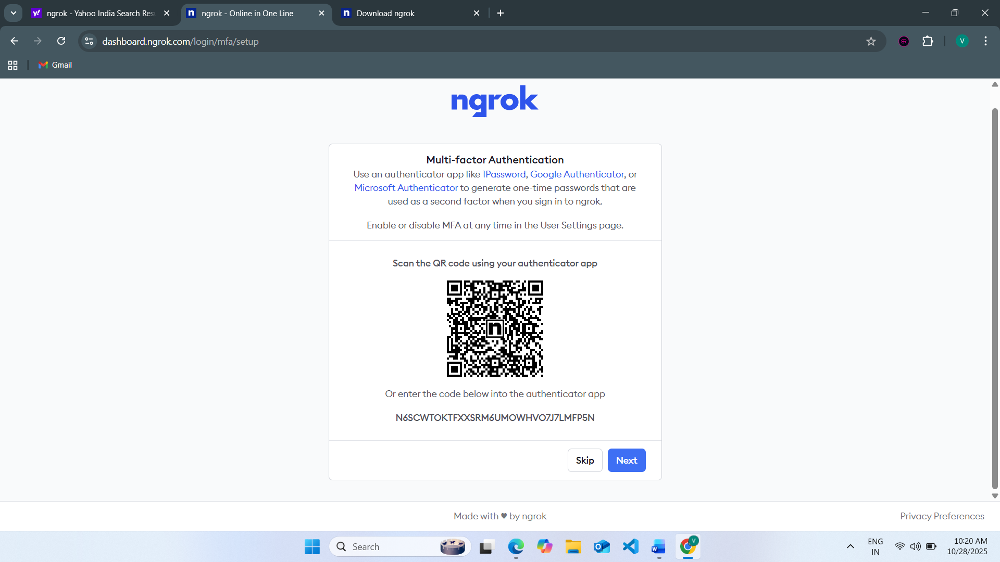 ngrok - Yahoo India Search Res
ngrok - Online in One Line
Download ngrok
dashboard.ngrok.com/login/mfa/setup
V
Gmail
ngrok
Multi-factor Authentication
Use an authenticator app like 1Password, Google Authenticator, or
Microsoft Authenticator to generate one-time passwords that are
used as a second factor when you sign in to ngrok.
Enable or disable MFA at any time in the User Settings page.
Scan the QR code using your authenticator app
n
Or enter the code below into the authenticator app
N6SCWTOKTFXXSRM6UMOWHVO7J7LMFP5N
Skip
Next
Made with ♥ by ngrok
Privacy Preferences
Search
ENG
IN
10:20 AM
10/28/2025